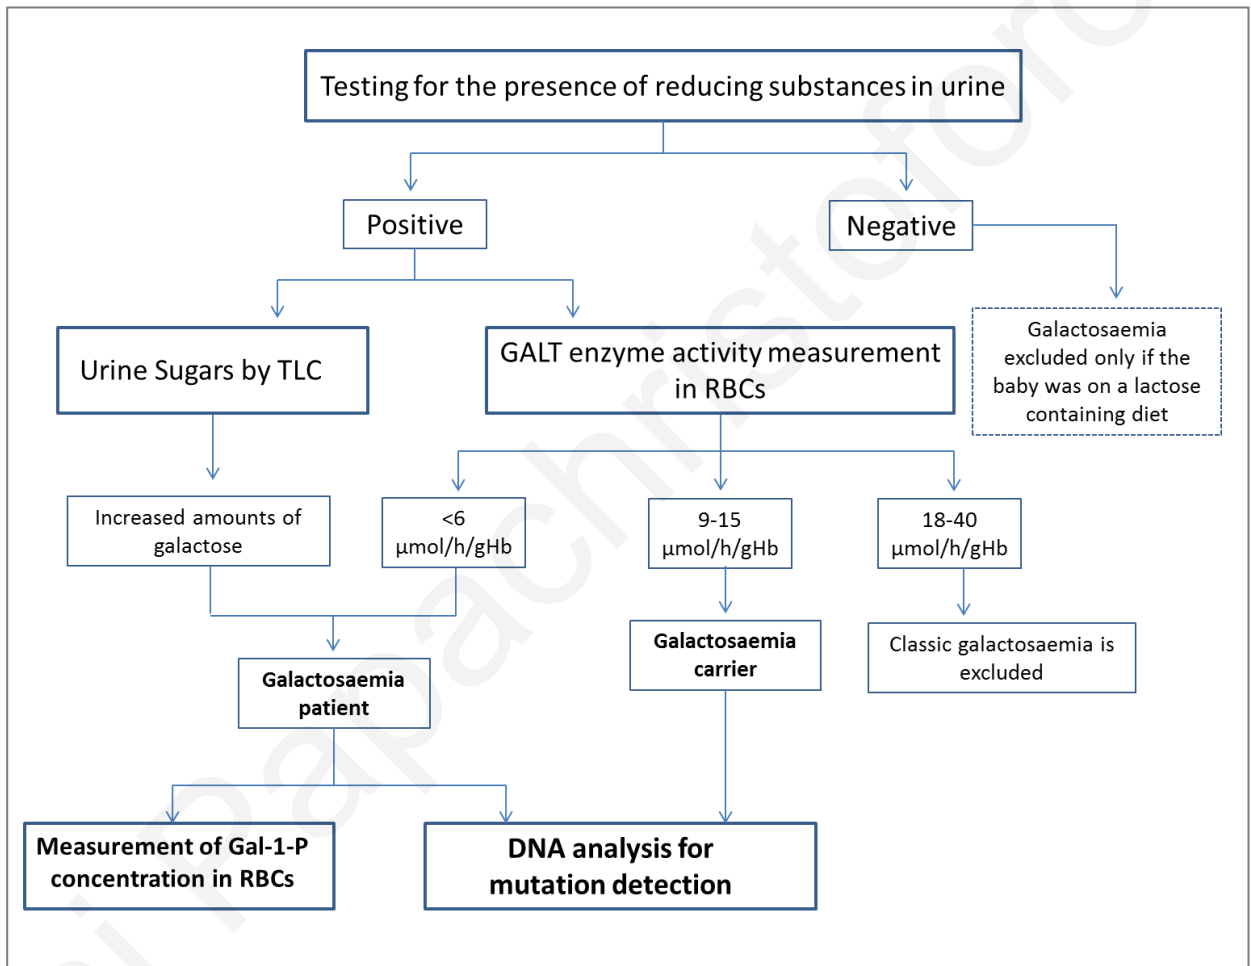 Testing for the presence of reducing substances in urine
Positive
Negative
Urine Sugars by TLC
GALT enzyme activity measurement
in RBCs
Galactosaemia
excluded only if the
baby was on a lactose
containing diet
Increased amounts of
galactose
<6
µmol/h/gHb
9-15
µmol/h/gHb
18-40
µmol/h/gHb
Galactosaemia
patient
Galactosaemia
carrier
Classic galactosaemia is
excluded
Measurement of Gal-1-P
concentration in RBCs
DNA analysis for
mutation detection
i Papachristoforo